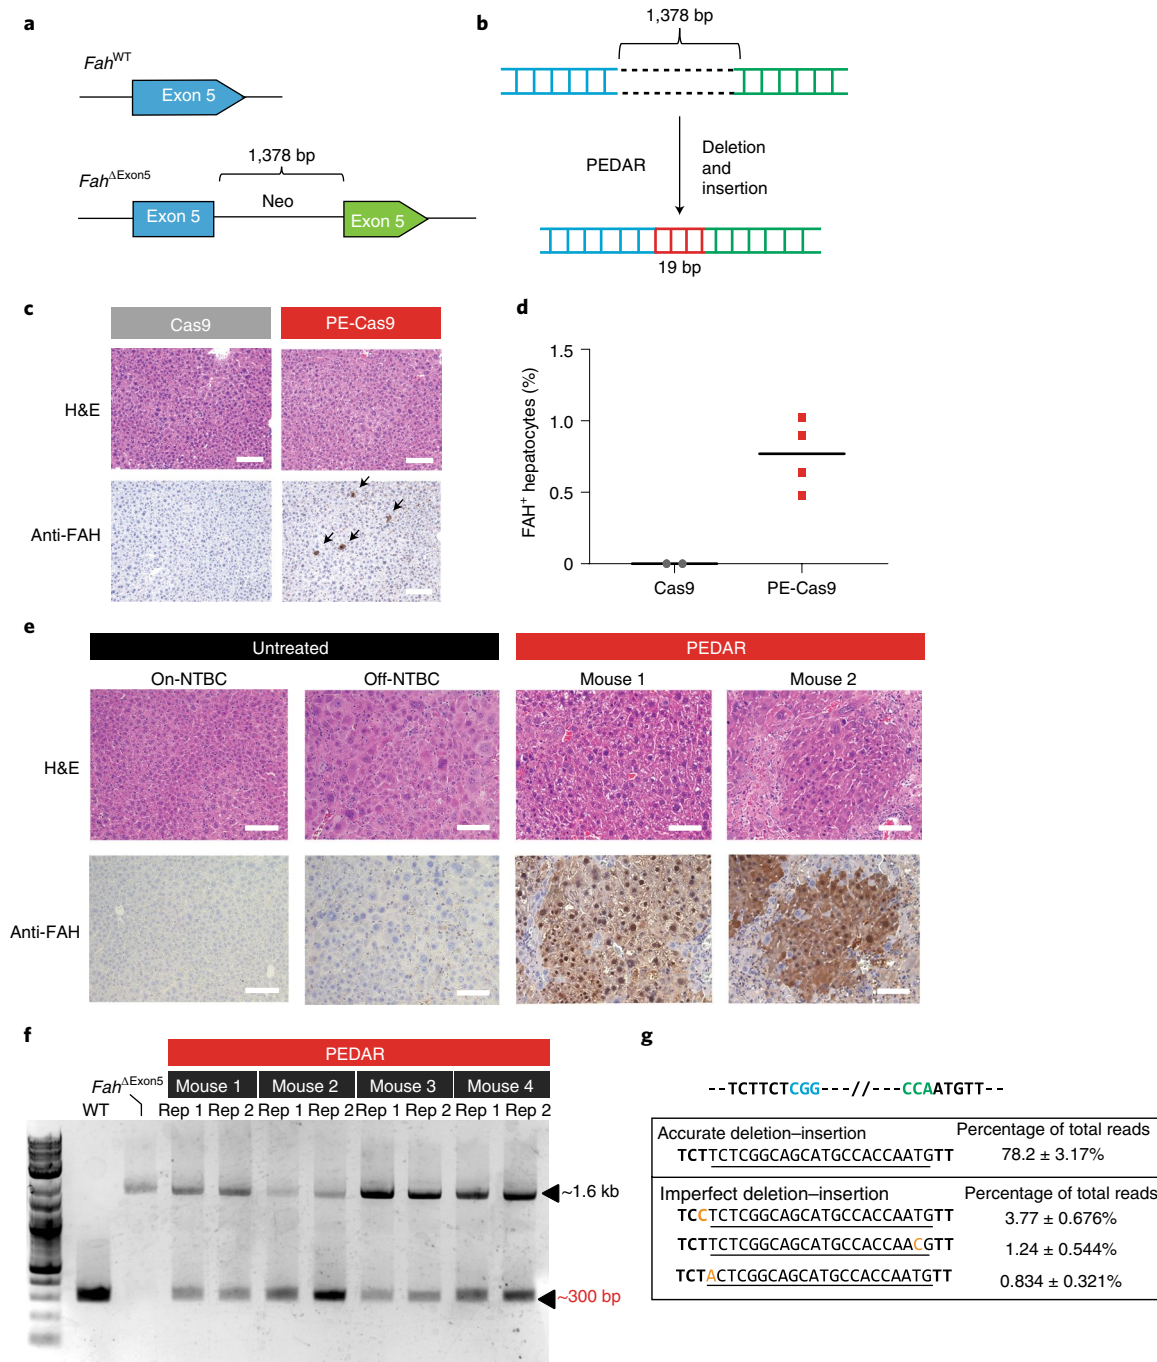 a
Fah^WT
Exon 5
1,378 bp
Fah^ΔExon5
Neo
Exon 5
Exon 5
b
1,378 bp
PEDAR
Deletion
and
insertion
19 bp
c
Cas9
PE-Cas9
H&E
Anti-FAH
d
FAH+ hepatocytes (%)
1.5
1.0
0.5
0
Cas9
PE-Cas9
e
Untreated
PEDAR
On-NTBC
Off-NTBC
Mouse 1
Mouse 2
H&E
Anti-FAH
f
PEDAR
Fah^ΔExon5
Mouse 1
Mouse 2
Mouse 3
Mouse 4
WT
Rep 1 Rep 2 Rep 1 Rep 2 Rep 1 Rep 2 Rep 1 Rep 2
~1.6 kb
~300 bp
g
--TCTTCTCGG---//---CCAATGTT--
Accurate deletion–insertion
Percentage of total reads
TCTTCTCGGCAGCATGCCACCAATGTT
78.2 ± 3.17%
Imperfect deletion–insertion
Percentage of total reads
TCCTCTCGGCAGCATGCCACCAATGTT
3.77 ± 0.676%
TCTTCTCGGCAGCATGCCACCAACGTT
1.24 ± 0.544%
TCTACTCGGCAGCATGCCACCAATGTT
0.834 ± 0.321%